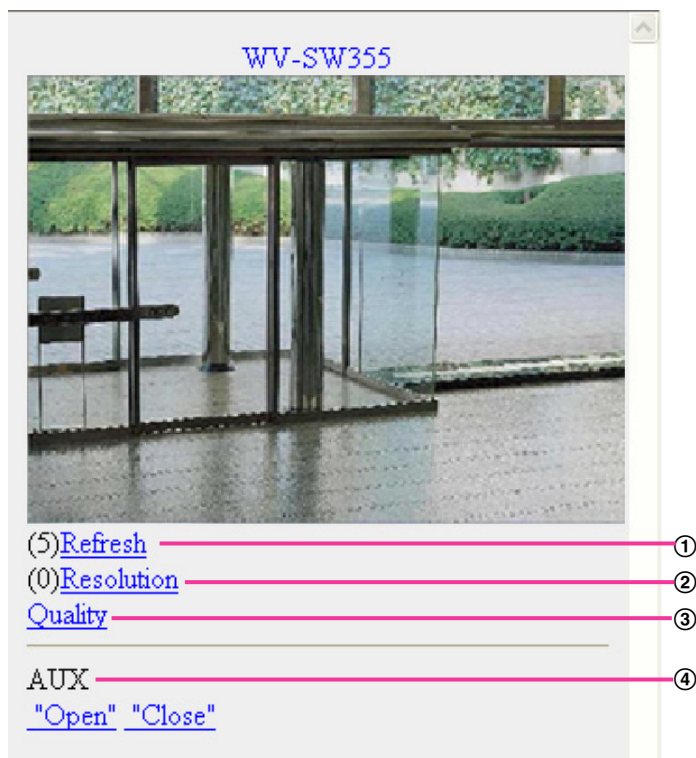 WV-SW355
(5)Refresh ①
(0)Resolution ②
Quality ③
AUX ④
"Open" "Close"